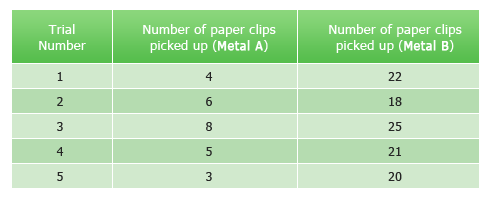 Trial Number Number of paper clips picked up (Metal A) Number of paper clips picked up (Metal B)
1 4 22
2 6 18
3 8 25
4 5 21
5 3 20